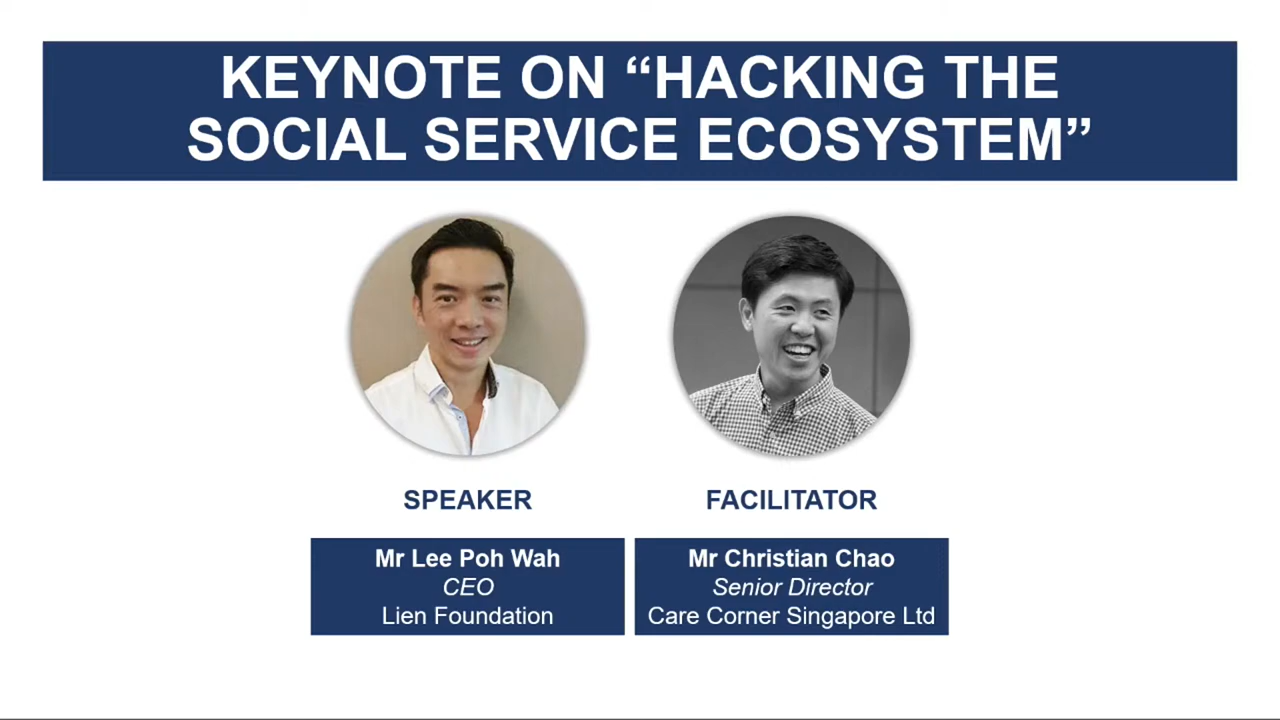 KEYNOTE ON “HACKING THE
SOCIAL SERVICE ECOSYSTEM”
SPEAKER
Mr Lee Poh Wah
CEO
Lien Foundation
FACILITATOR
Mr Christian Chao
Senior Director
Care Corner Singapore Ltd